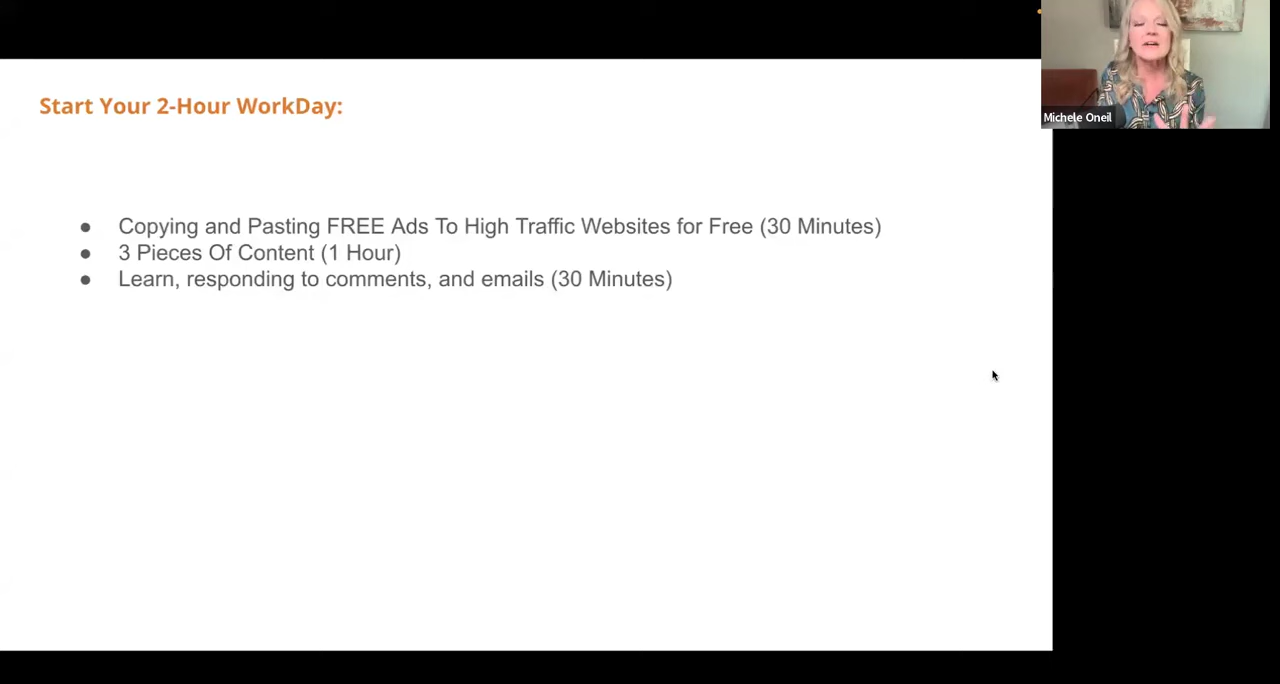 Start Your 2-Hour WorkDay:
● Copying and Pasting FREE Ads To High Traffic Websites for Free (30 Minutes)
● 3 Pieces Of Content (1 Hour)
● Learn, responding to comments, and emails (30 Minutes)
Michele Oneil